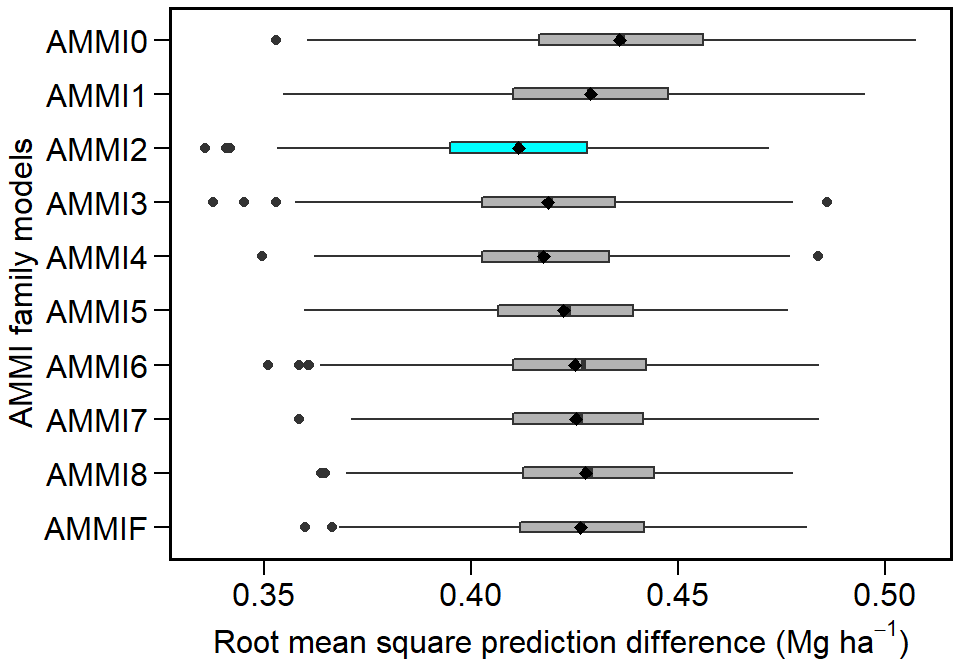 AMMI family models
AMMI0
AMMI1
AMMI2
AMMI3
AMMI4
AMMI5
AMMI6
AMMI7
AMMI8
AMMIF
0.35 0.40 0.45 0.50
Root mean square prediction difference (Mg ha⁻¹)